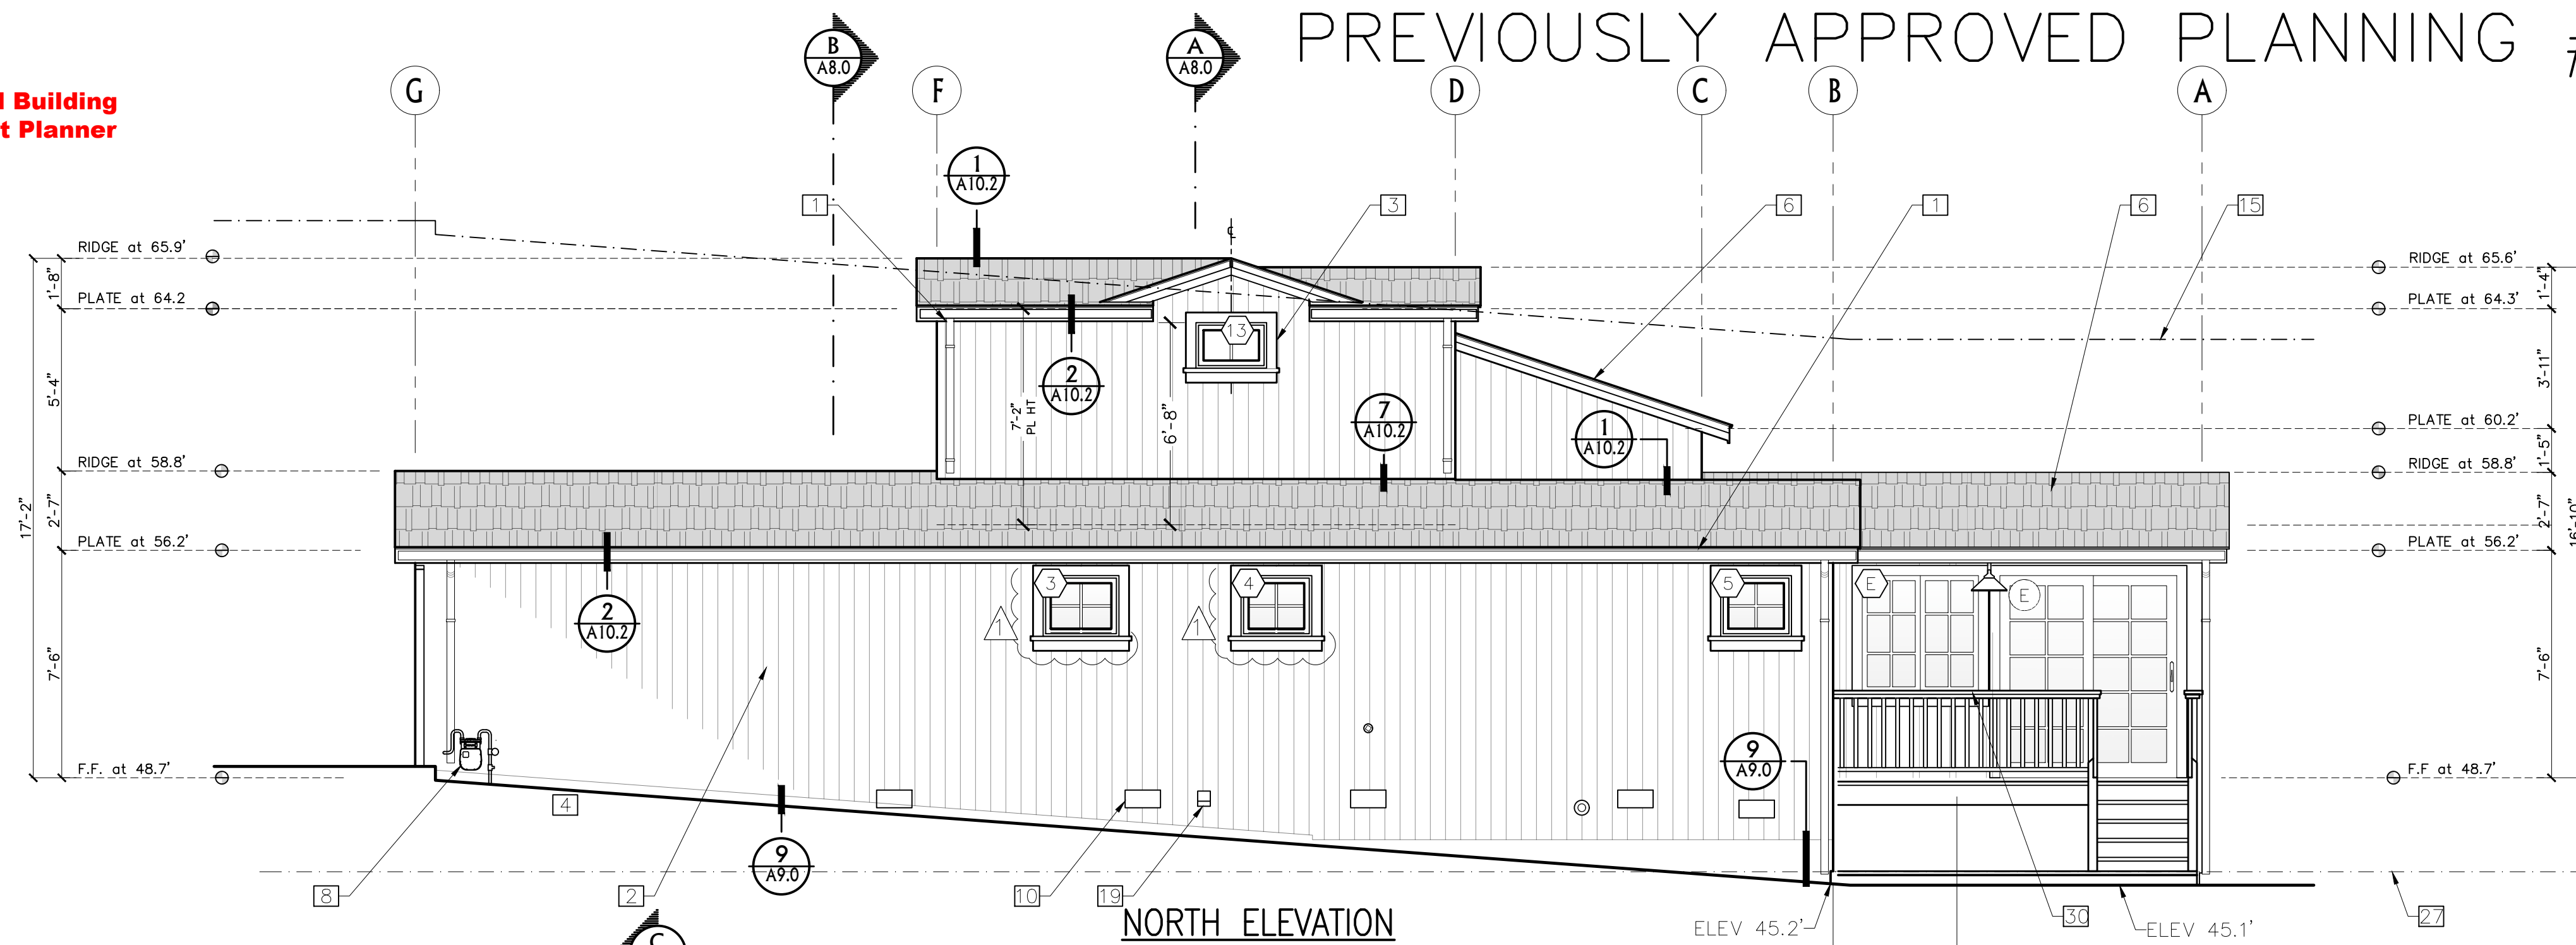 PREVIOUSLY APPROVED PLANNING
Building
t Planner
B
A8.0
A
A8.0
G
F
D
C
B
A
1
A10.2
1
3
6
1
6
15
℄
RIDGE at 65.9'
RIDGE at 65.6'
1'-8"
1'-4"
PLATE at 64.2
PLATE at 64.3'
13
5'-4"
2
A10.2
7'-2"
PL HT
6'-8"
7
A10.2
1
A10.2
3'-11"
PLATE at 60.2'
1'-5"
RIDGE at 58.8'
RIDGE at 58.8'
17'-2"
2'-7"
2'-7"
16'-10"
PLATE at 56.2'
PLATE at 56.2'
3
4
5
E
E
2
A10.2
1
1
7'-6"
7'-6"
F.F. at 48.7'
F.F at 48.7'
9
A9.0
4
9
A9.0
8
2
10
19
30
27
NORTH ELEVATION
ELEV 45.2'
ELEV 45.1'
C